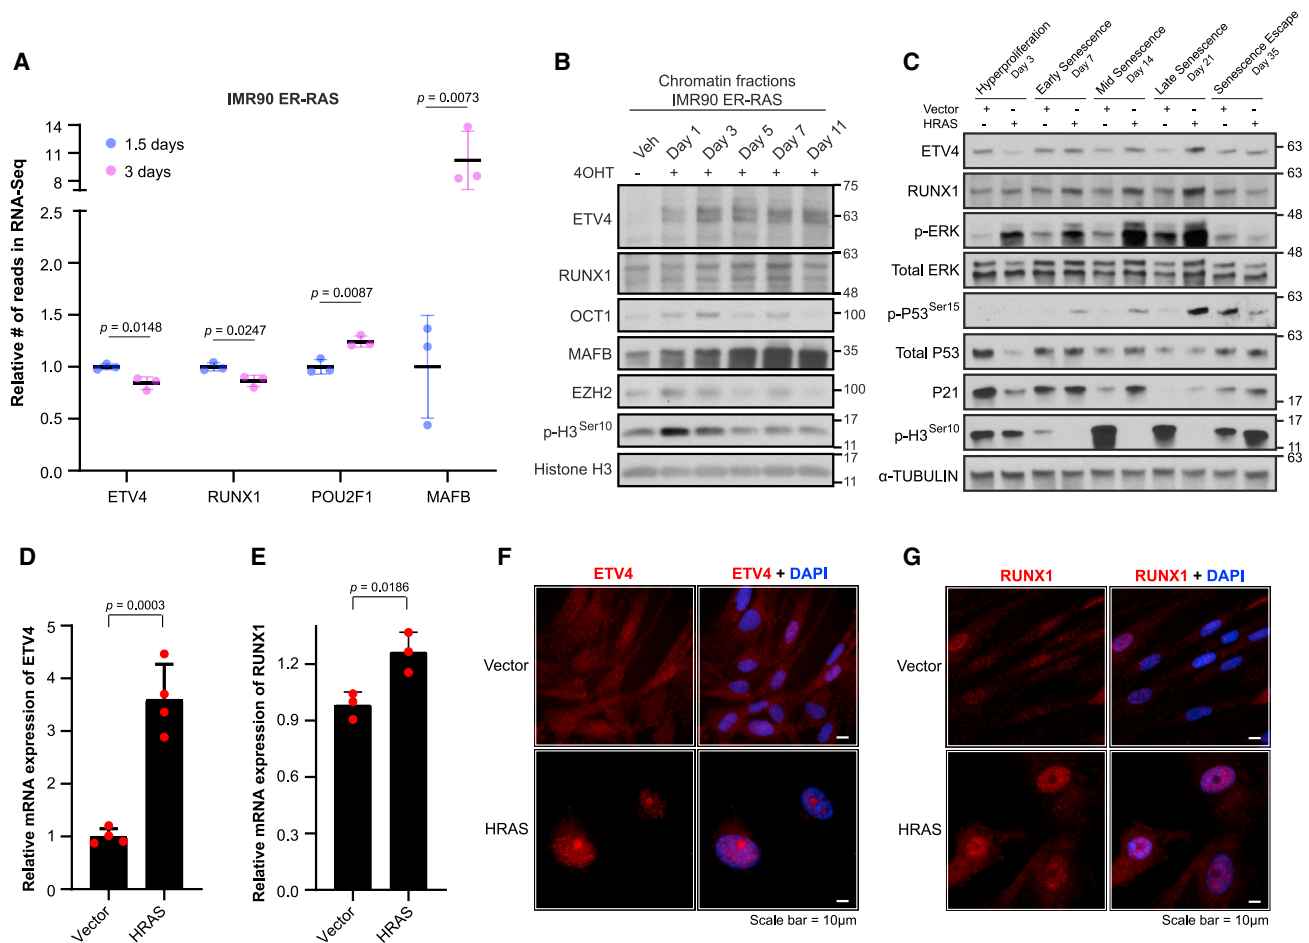 A
IMR90 ER-RAS
p = 0.0073
1.5 days
3 days
Relative # of reads in RNA-Seq
14
12
10
8
2.5
2.0
1.5
1.0
0.5
0.0
p = 0.0148
p = 0.0247
p = 0.0087
ETV4
RUNX1
POU2F1
MAFB
B
Chromatin fractions
IMR90 ER-RAS
Veh
Day 1
Day 3
Day 5
Day 7
Day 11
4OHT
- + + + + +
ETV4
75
63
RUNX1
63
48
OCT1
100
MAFB
35
EZH2
100
p-H3Ser10
17
11
Histone H3
17
11
C
Hyperproliferation
Day 3
Early Senescence
Day 7
Mid Senescence
Day 14
Late Senescence
Day 21
Senescence Escape
Day 35
Vector + - + - + - + - + -
HRAS - + - + - + - + - +
ETV4
63
RUNX1
63
48
p-ERK
48
Total ERK
p-P53Ser15
63
Total P53
P21
17
p-H3Ser10
17
11
α-TUBULIN
63
D
p = 0.0003
Relative mRNA expression of ETV4
5
4
3
2
1
0
Vector
HRAS
E
p = 0.0186
Relative mRNA expression of RUNX1
1.2
0.9
0.6
0.3
0.0
Vector
HRAS
F
ETV4
ETV4 + DAPI
Vector
HRAS
Scale bar = 10μm
G
RUNX1
RUNX1 + DAPI
Vector
HRAS
Scale bar = 10μm